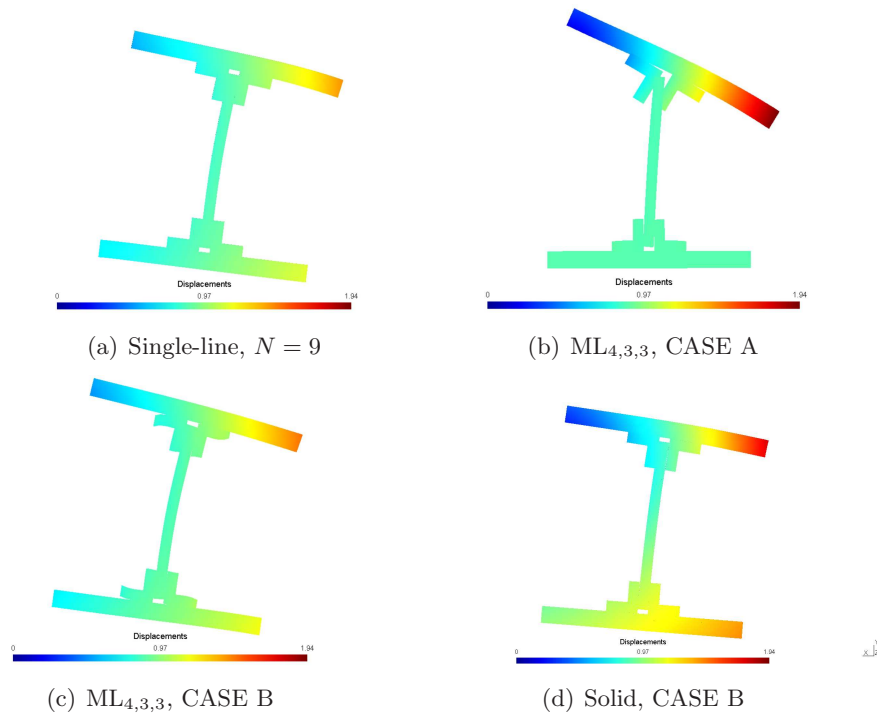 Displacements
0 0.97 1.94
(a) Single-line, N = 9
Displacements
0 0.97 1.94
(b) ML4,3,3, CASE A
Displacements
0 0.97 1.94
(c) ML4,3,3, CASE B
Displacements
0 0.97 1.94
(d) Solid, CASE B